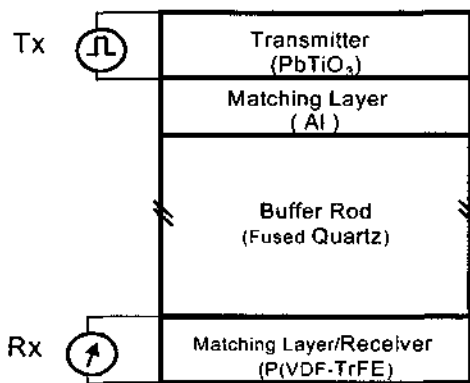 Tx
Transmitter
(PbTiO₃)
Matching Layer
( Al )
Buffer Rod
(Fused Quartz)
Rx
Matching Layer/Receiver
(P(VDF-TrFE)